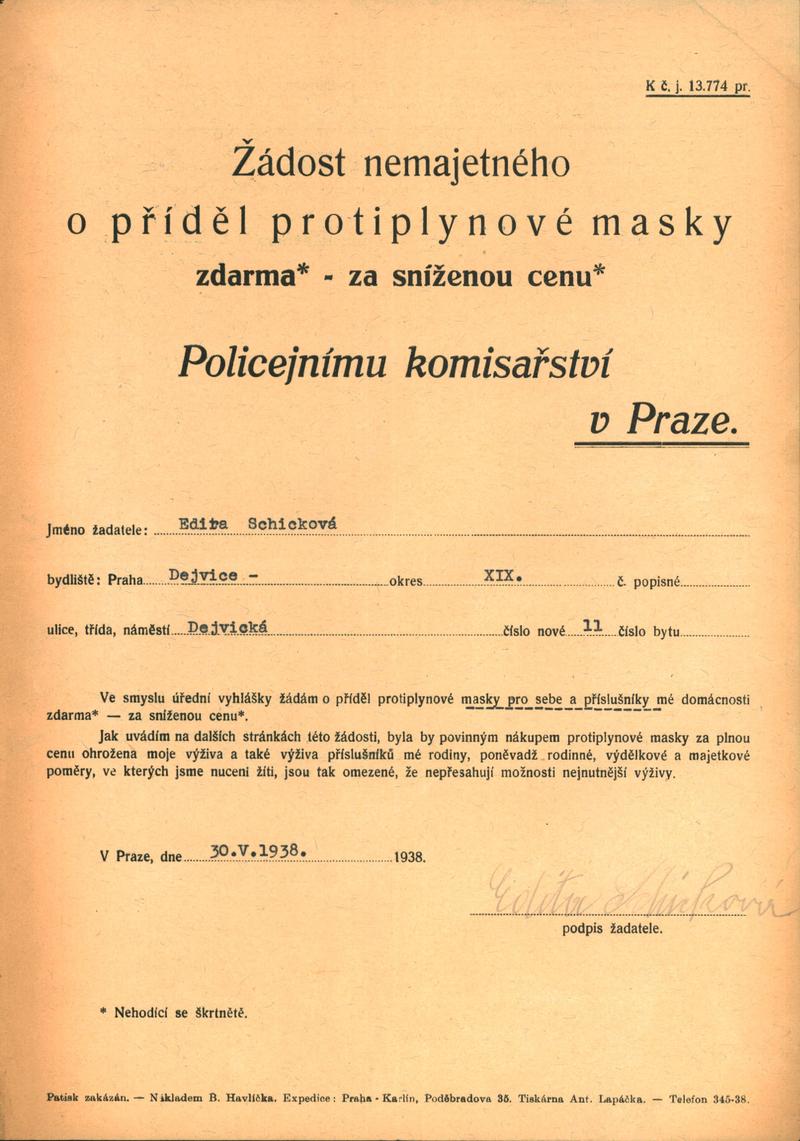 K č. j. 13.774 pr.
Žádost nemajetného
o příděl protiplynové masky
zdarma* - za sníženou cenu*
Policejnímu komisařství
v Praze.
Jméno žadatele: Edita Schicková
bydliště: Praha Dejvice - okres XIX. č. popisné
ulice, třída, náměstí Dejvická číslo nové 11 číslo bytu
Ve smyslu úřední vyhlášky žádám o příděl protiplynové masky pro sebe a příslušníky mé domácnosti
zdarma* — za sníženou cenu*.
Jak uvádím na dalších stránkách této žádosti, byla by povinným nákupem protiplynové masky za plnou
cenu ohrožena moje výživa a také výživa příslušníků mé rodiny, poněvadž rodinné, výdělkové a majetkové
poměry, ve kterých jsme nuceni žíti, jsou tak omezené, že nepřesahují možnosti nejnutnější výživy.
V Praze, dne 30.V.1938. 1938.
Edita Schicková
podpis žadatele.
* Nehodící se škrtnětě.
Patisk zakázán. — Nákladem B. Havlíčka. Expedice: Praha - Karlín, Poděbradova 35. Tiskárna Ant. Lapáčka. — Telefon 345-38.